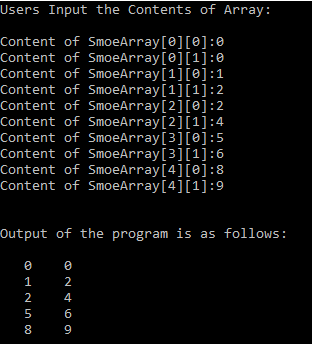 Users Input the Contents of Array:
Content of SmoeArray[0][0]:0
Content of SmoeArray[0][1]:0
Content of SmoeArray[1][0]:1
Content of SmoeArray[1][1]:2
Content of SmoeArray[2][0]:2
Content of SmoeArray[2][1]:4
Content of SmoeArray[3][0]:5
Content of SmoeArray[3][1]:6
Content of SmoeArray[4][0]:8
Content of SmoeArray[4][1]:9
Output of the program is as follows:
0 0
1 2
2 4
5 6
8 9